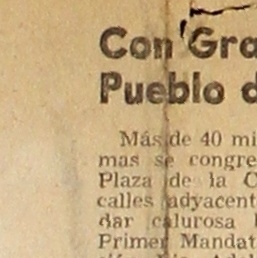 Con Gra
Pueblo d
Más de 40 mi
mas se congre
Plaza de la C
calles adyacent
dar calurosa
Primer Mandat